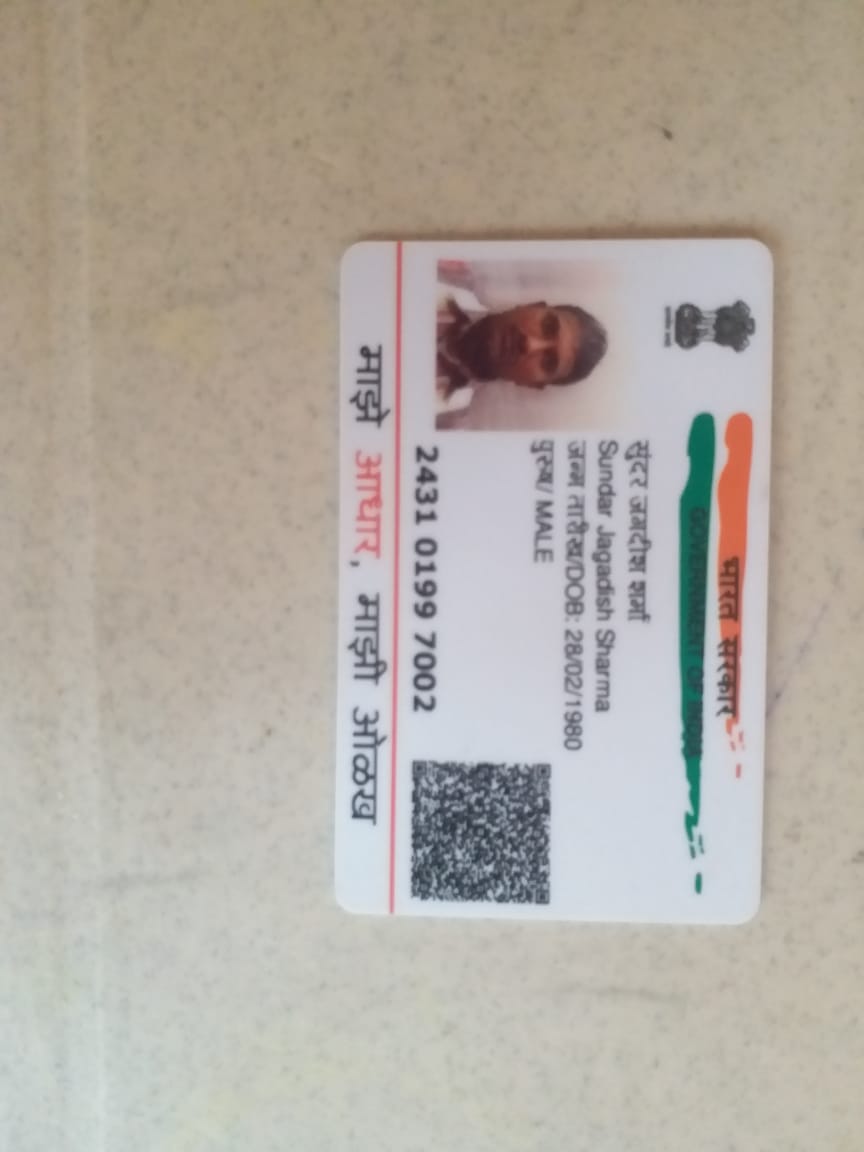 भारत सरकार
GOVERNMENT OF INDIA
सुंदर जगदीश शर्मा
Sundar Jagadish Sharma
जन्म तारीख/DOB: 28/02/1980
पुरुष/ MALE
2431 0199 7002
माझे आधार, माझी ओळख